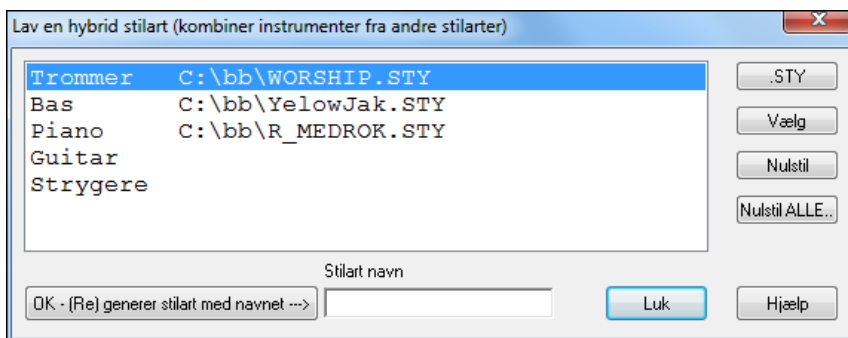 Lav en hybrid stilart (kombiner instrumenter fra andre stilarter)
Trommer C:\bb\WORSHIP.STY
Bas C:\bb\YelowJak.STY
Piano C:\bb\R_MEDROK.STY
Guitar
Strygere
.STY
Vælg
Nulstil
Nulstil ALLE..
Stilart navn
OK - (Re) generer stilart med navnet --->
Luk
Hjælp